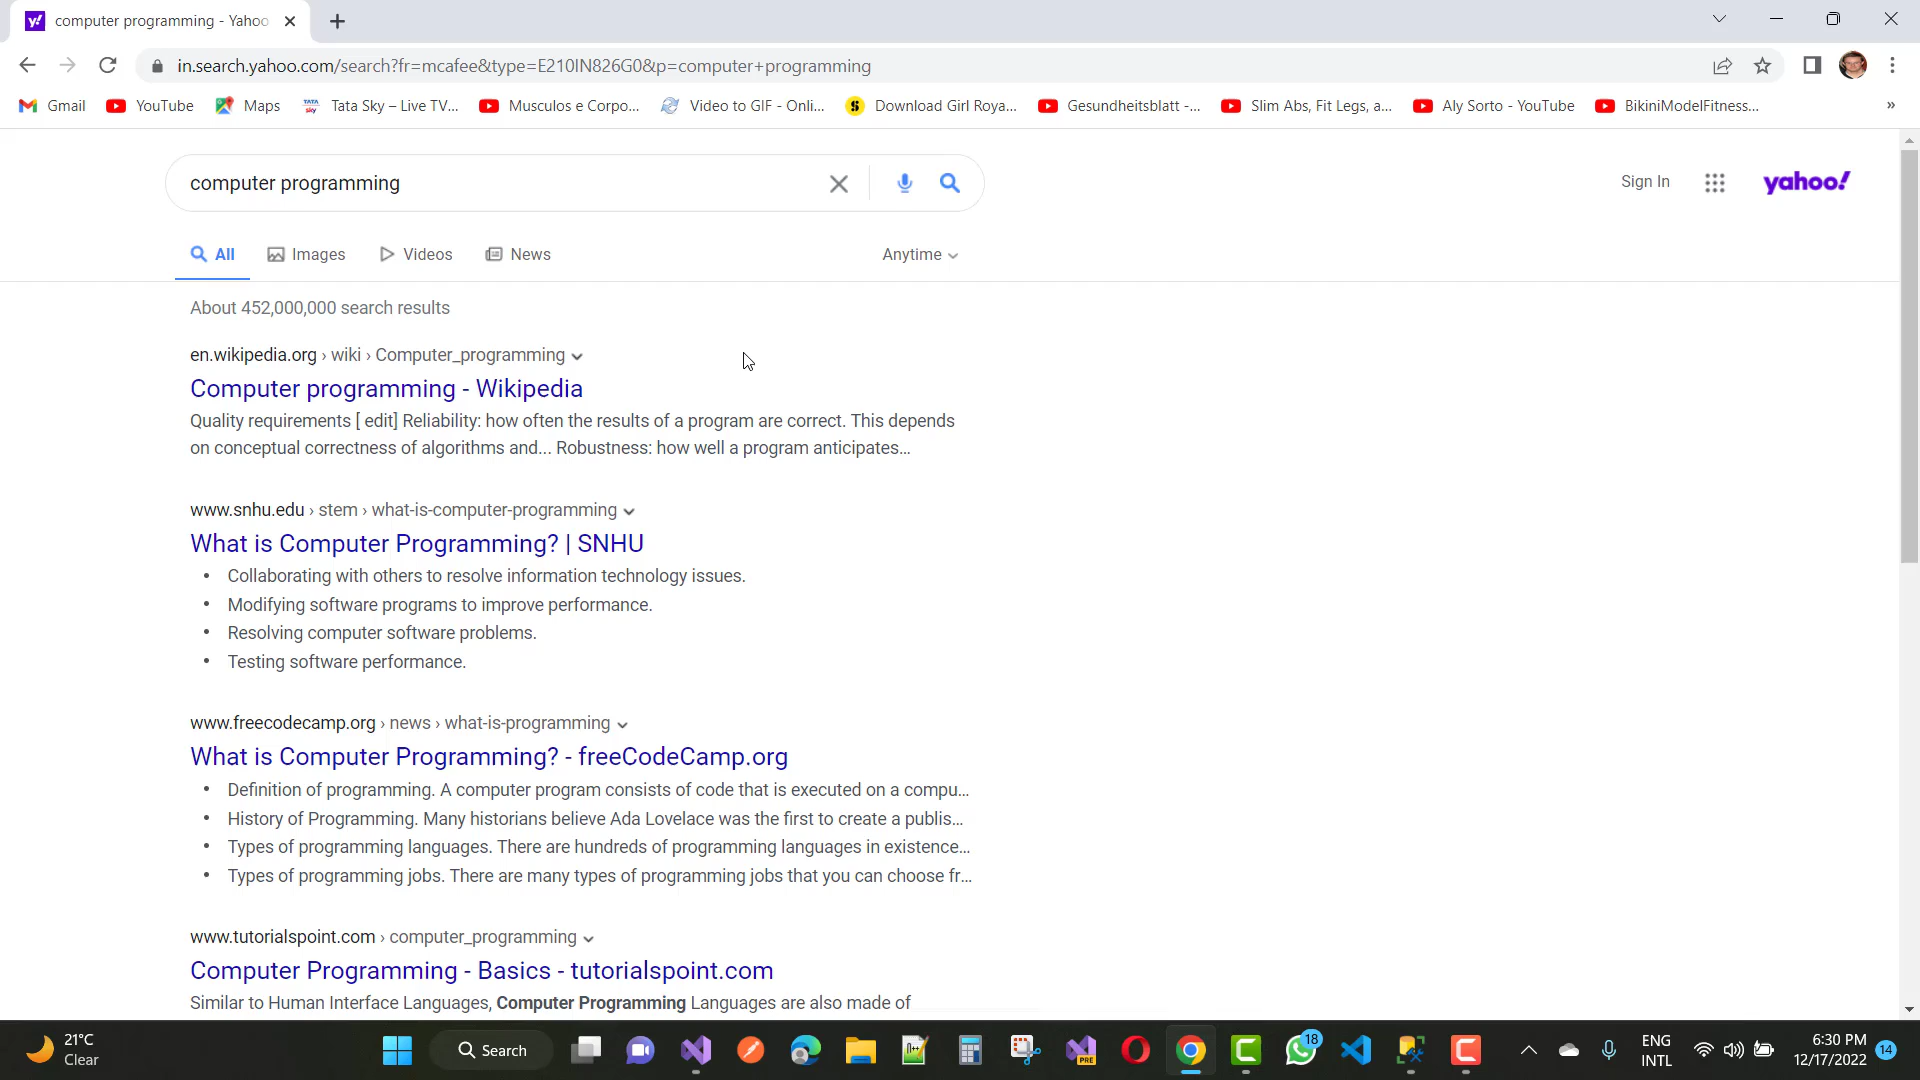 computer programming - Yahoo
in.search.yahoo.com/search?fr=mcafee&type=E210IN826G0&p=computer+programming
Gmail YouTube Maps Tata Sky – Live TV... Musculos e Corpo... Video to GIF - Onli... Download Girl Roya... Gesundheitsblatt -... Slim Abs, Fit Legs, a... Aly Sorto - YouTube BikiniModelFitness... »
computer programming
Sign In
yahoo!
All Images Videos News Anytime
About 452,000,000 search results
en.wikipedia.org › wiki › Computer_programming
Computer programming - Wikipedia
Quality requirements [ edit] Reliability: how often the results of a program are correct. This depends
on conceptual correctness of algorithms and... Robustness: how well a program anticipates...
www.snhu.edu › stem › what-is-computer-programming
What is Computer Programming? | SNHU
• Collaborating with others to resolve information technology issues.
• Modifying software programs to improve performance.
• Resolving computer software problems.
• Testing software performance.
www.freecodecamp.org › news › what-is-programming
What is Computer Programming? - freeCodeCamp.org
• Definition of programming. A computer program consists of code that is executed on a compu...
• History of Programming. Many historians believe Ada Lovelace was the first to create a publis...
• Types of programming languages. There are hundreds of programming languages in existence...
• Types of programming jobs. There are many types of programming jobs that you can choose fr...
www.tutorialspoint.com › computer_programming
Computer Programming - Basics - tutorialspoint.com
Similar to Human Interface Languages, Computer Programming Languages are also made of
21°C
Clear
Search
PRE
18
ENG
INTL
6:30 PM
12/17/2022
14